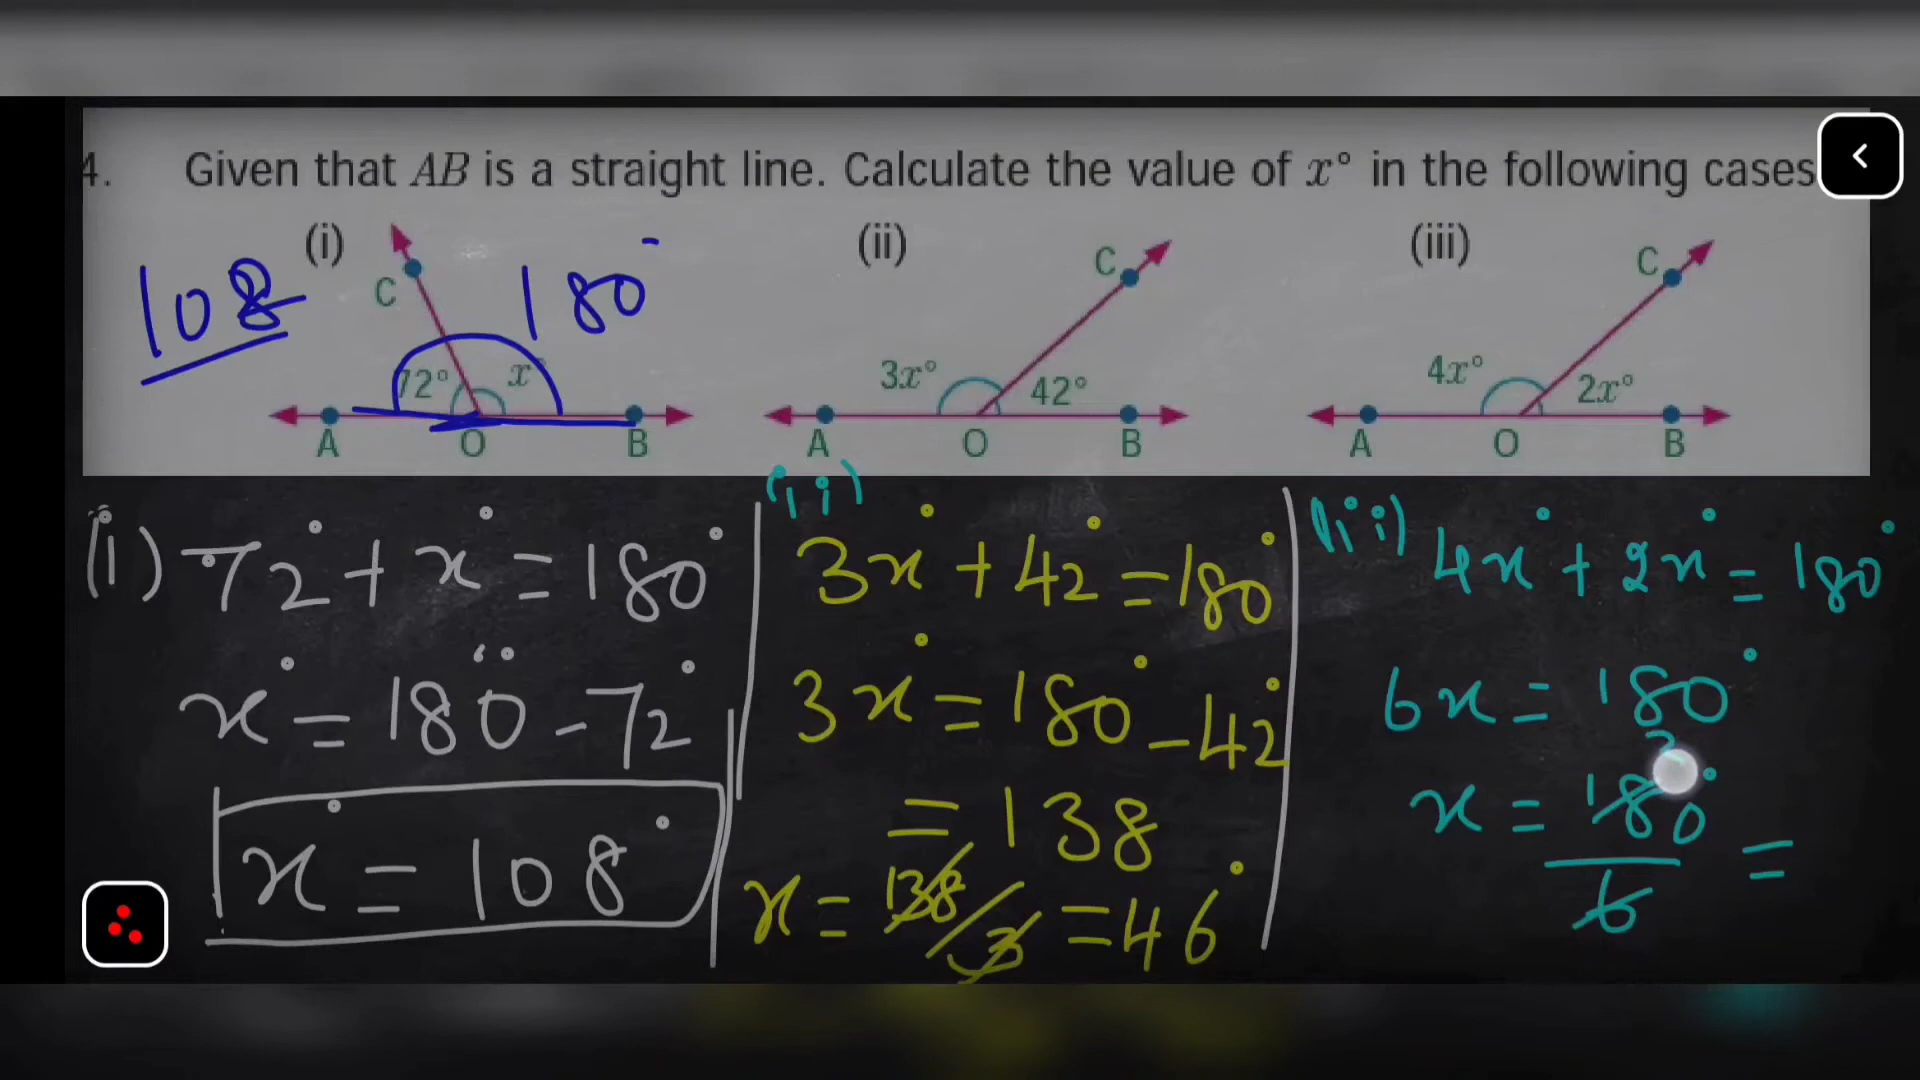 4. Given that AB is a straight line. Calculate the value of x° in the following cases
(i) (ii) (iii)
108 180°
C C C
72° x 3x° 42° 4x° 2x°
A O B A O B A O B
(i) 72° + x° = 180°
x° = 180° - 72°
x° = 108°
(ii)
3x° + 42° = 180°
3x° = 180° - 42°
= 138
x = 138/3 = 46°
(iii) 4x° + 2x° = 180°
6x = 180°
3
x = 180°
6 =